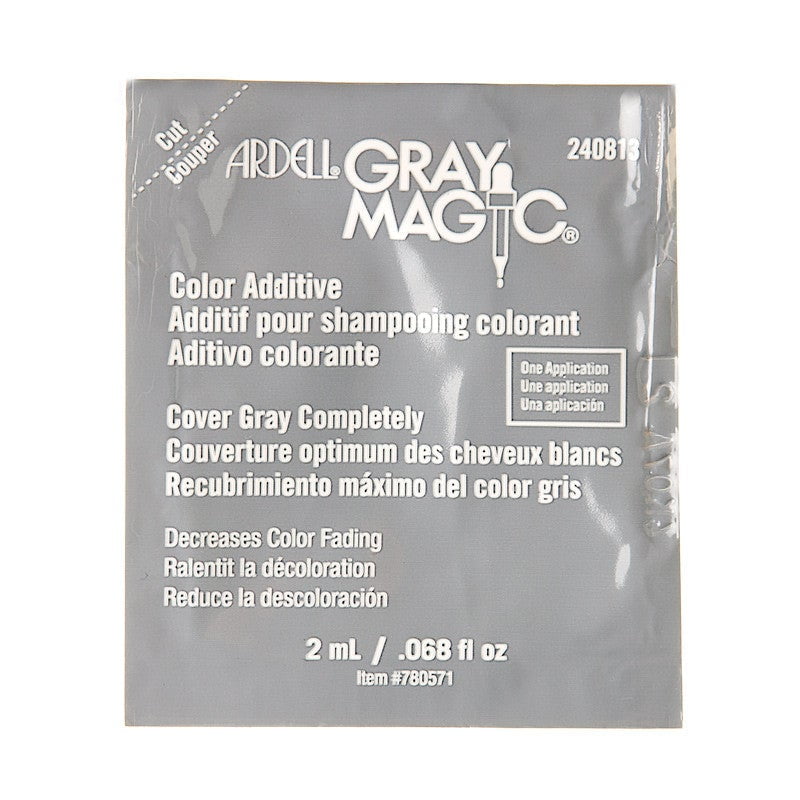 Cut
Couper
ARDELL® GRAY
MAGIC®
240813
Color Additive
Additif pour shampooing colorant
Aditivo colorante
One Application
Une application
Una aplicación
Cover Gray Completely
Couverture optimum des cheveux blancs
Recubrimiento máximo del color gris
Decreases Color Fading
Ralentit la décoloration
Reduce la descoloración
2 mL / .068 fl oz
Item #780571